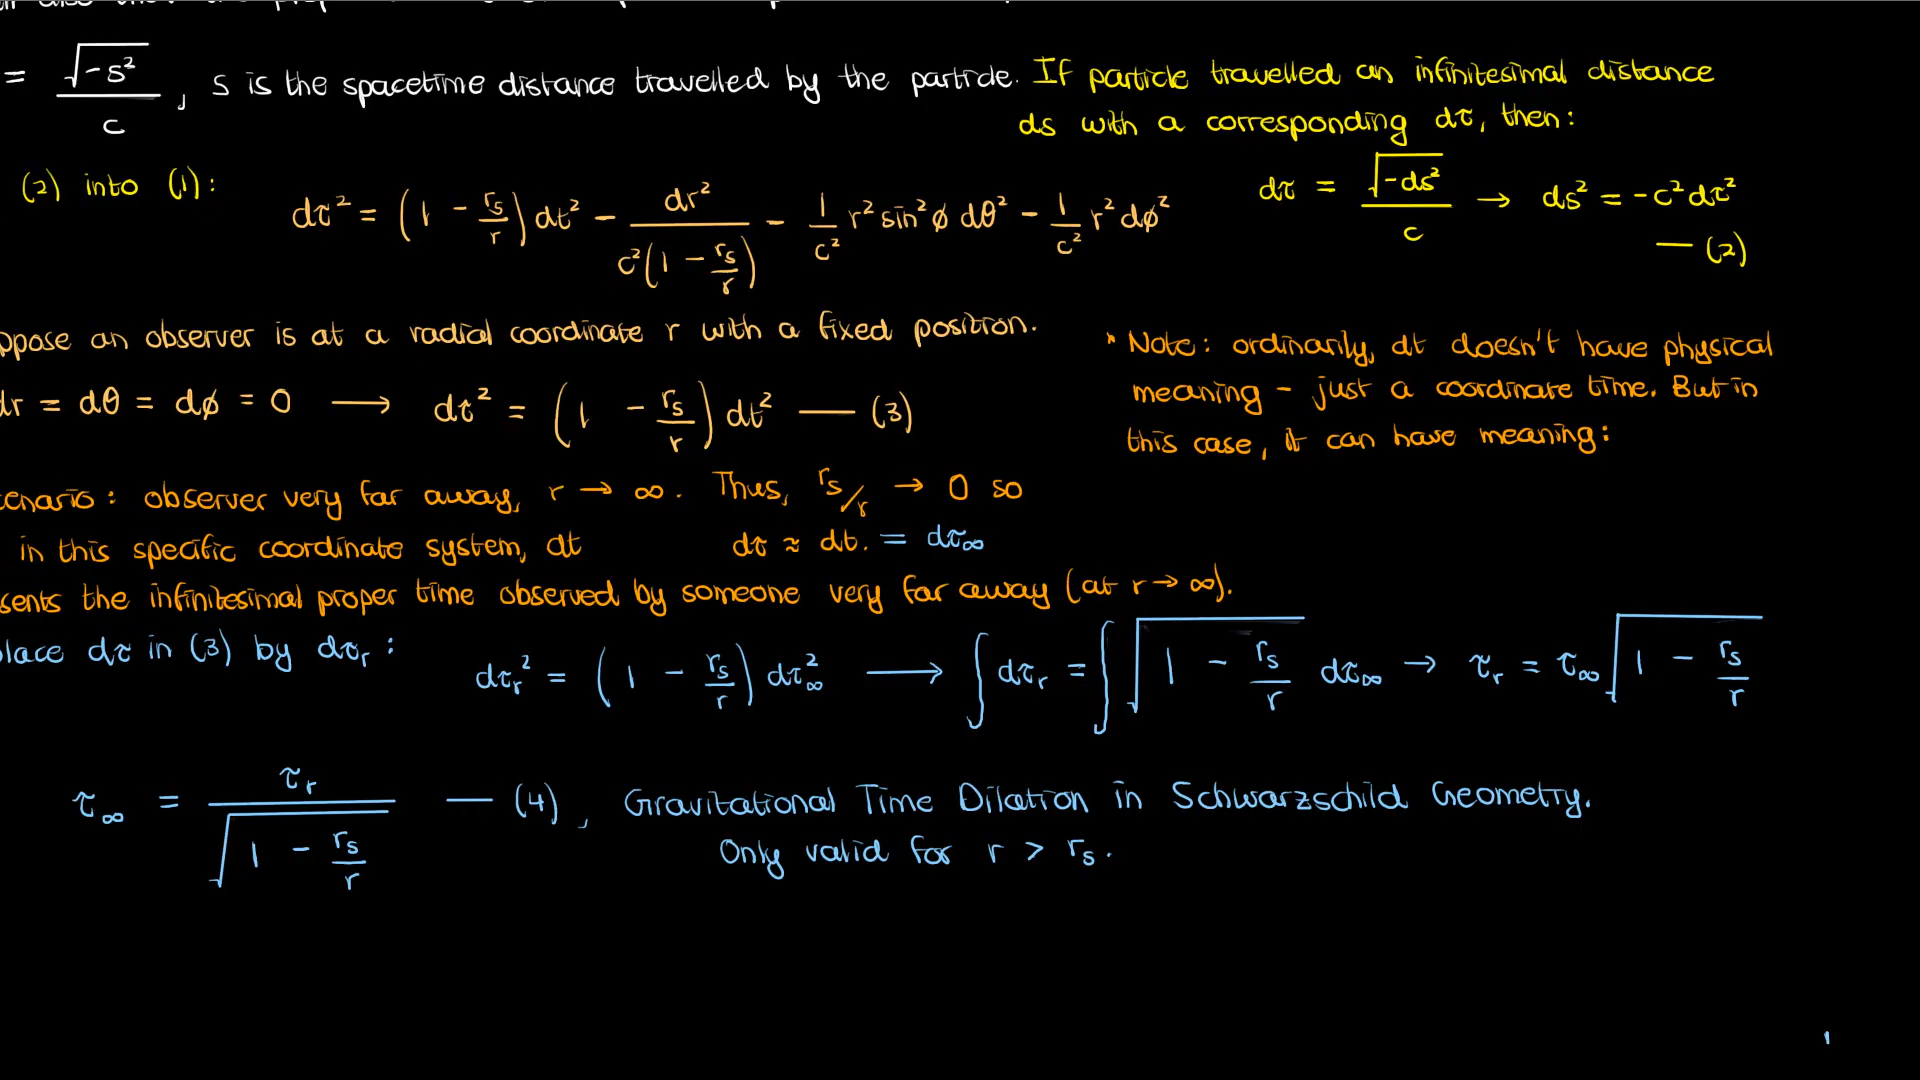 = √(-s²) / c , s is the spacetime distance travelled by the particle. If particle travelled an infinitesimal distance
ds with a corresponding dτ, then:
(2) into (1): dτ² = (1 - rs/r) dt² - dr² / c²(1 - rs/r) - 1/c² r² sin²ϕ dθ² - 1/c² r² dϕ²
dτ = √(-ds²) / c → ds² = -c²dτ²
— (2)
ppose an observer is at a radial coordinate r with a fixed position.
dr = dθ = dϕ = 0 ⟶ dτ² = (1 - rs/r) dt² — (3)
* Note: ordinarily, dt doesn't have physical
meaning - just a coordinate time. But in
this case, it can have meaning:
cenario: observer very far away, r → ∞. Thus, rs/r → 0 so
in this specific coordinate system, dt dτ ≈ dt. = dτ∞
sents the infinitesimal proper time observed by someone very far away (at r → ∞).
place dτ in (3) by dτr : dτr² = (1 - rs/r) dτ∞² ⟶ ∫ dτr = ∫ √(1 - rs/r) dτ∞ → τr = τ∞ √(1 - rs/r)
τ∞ = τr / √(1 - rs/r) — (4), Gravitational Time Dilation in Schwarzschild Geometry.
Only valid for r > rs.